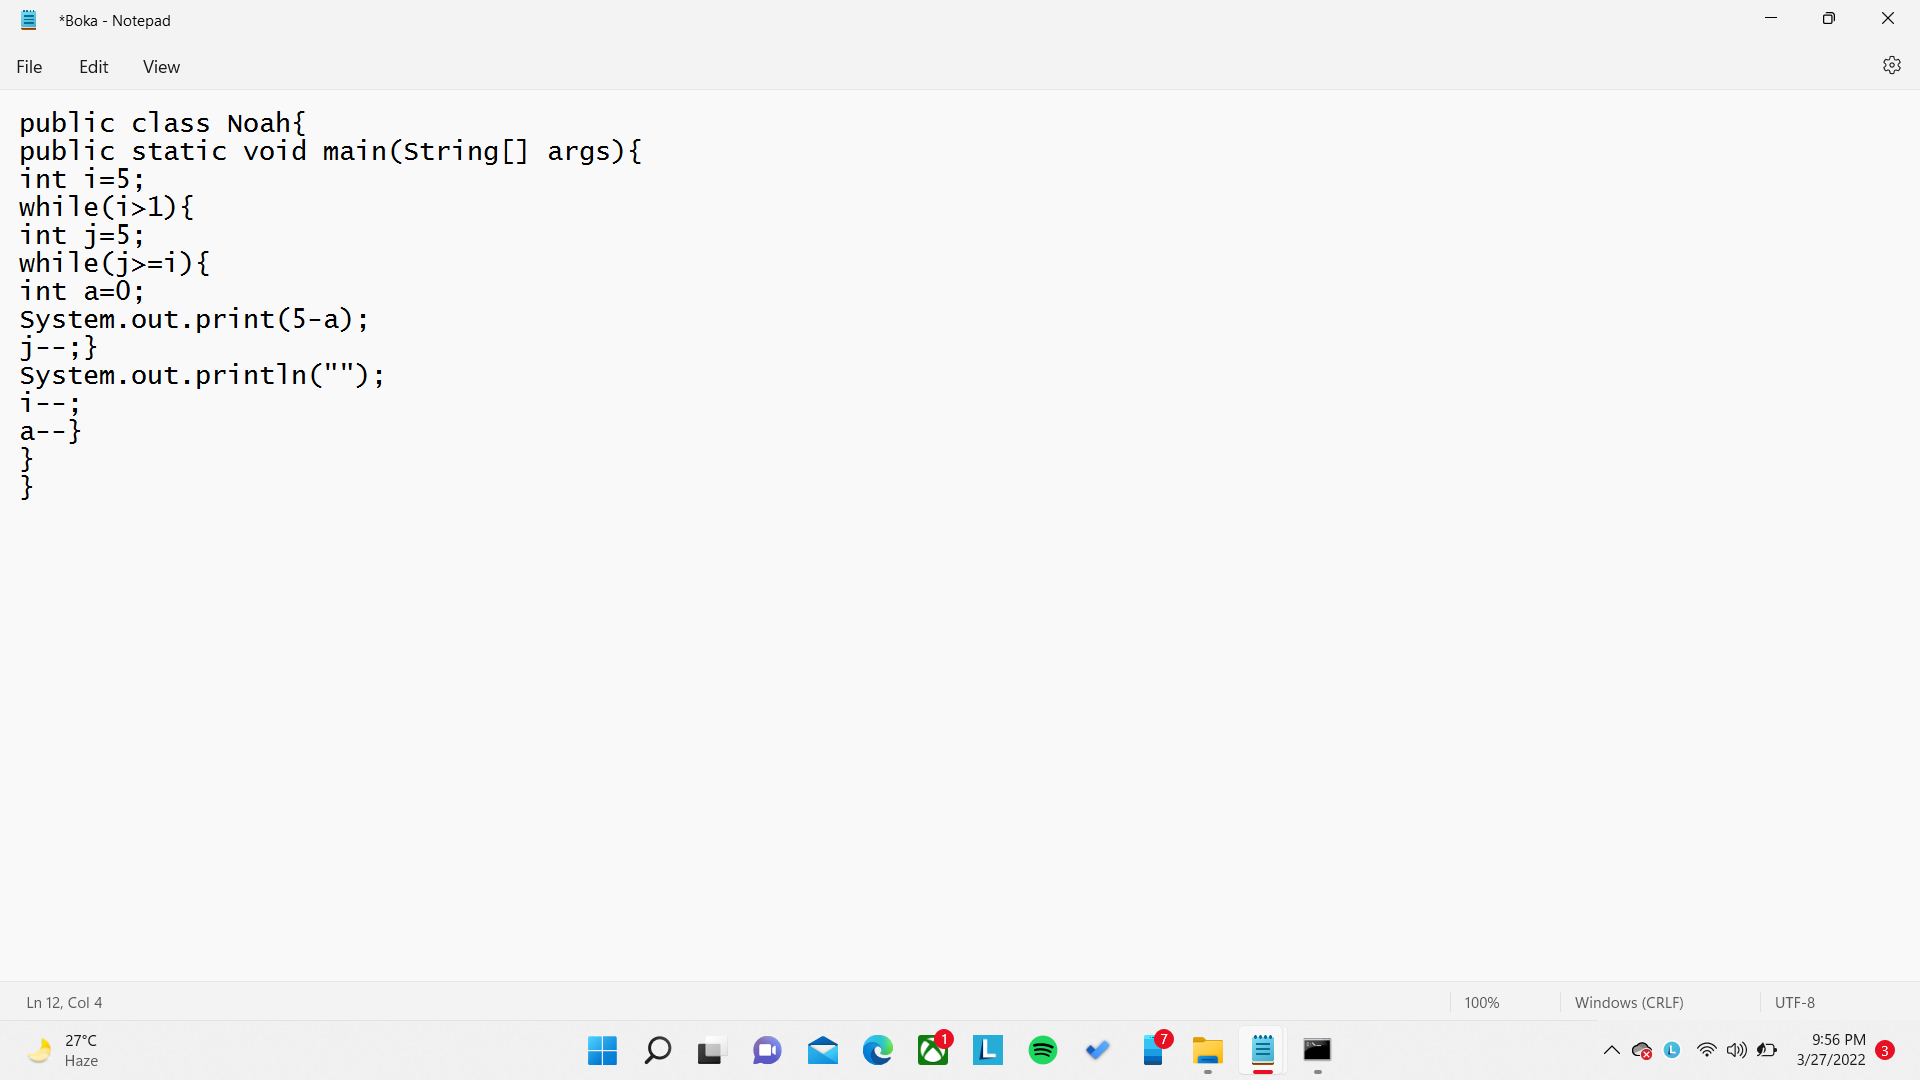 *Boka - Notepad
File Edit View
public class Noah{
public static void main(String[] args){
int i=5;
while(i>1){
int j=5;
while(j>=i){
int a=0;
System.out.print(5-a);
j--;}
System.out.println("");
i--;
a--}
}
}
Ln 12, Col 4 100% Windows (CRLF) UTF-8
27°C
Haze
1
L
7
L
9:56 PM
3/27/2022
3